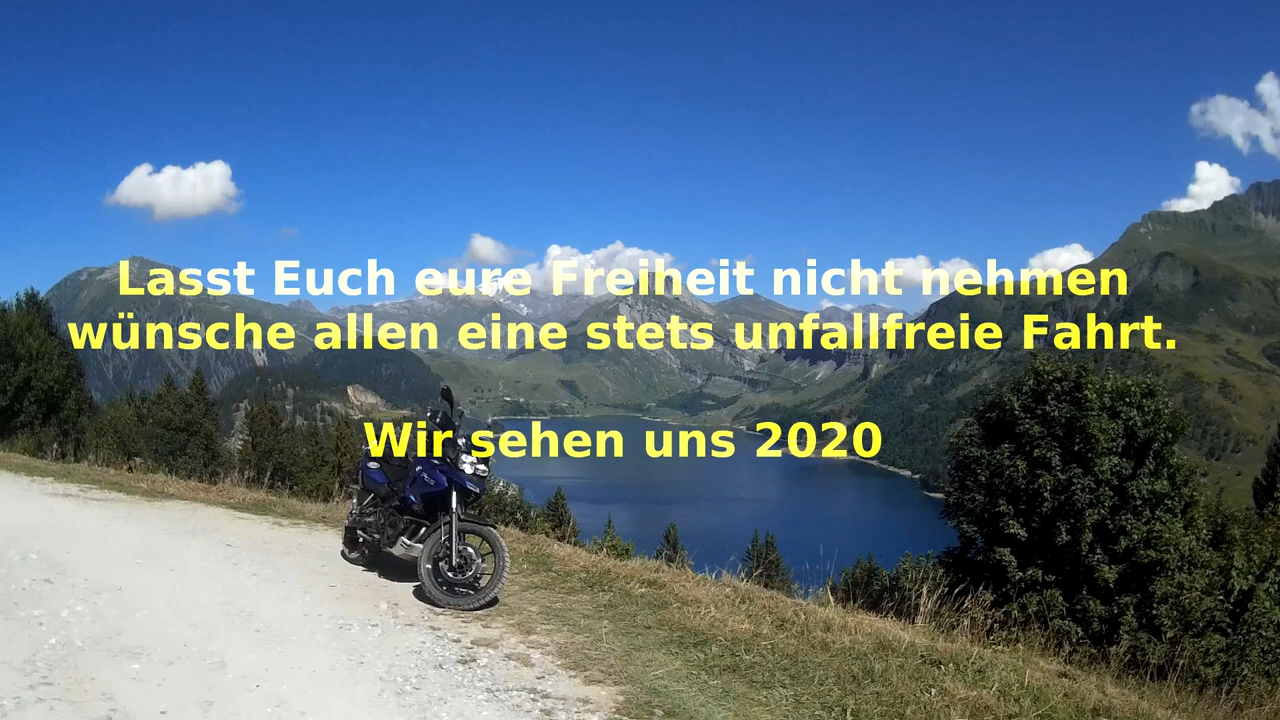 Lasst Euch eure Freiheit nicht nehmen
wünsche allen eine stets unfallfreie Fahrt.
Wir sehen uns 2020